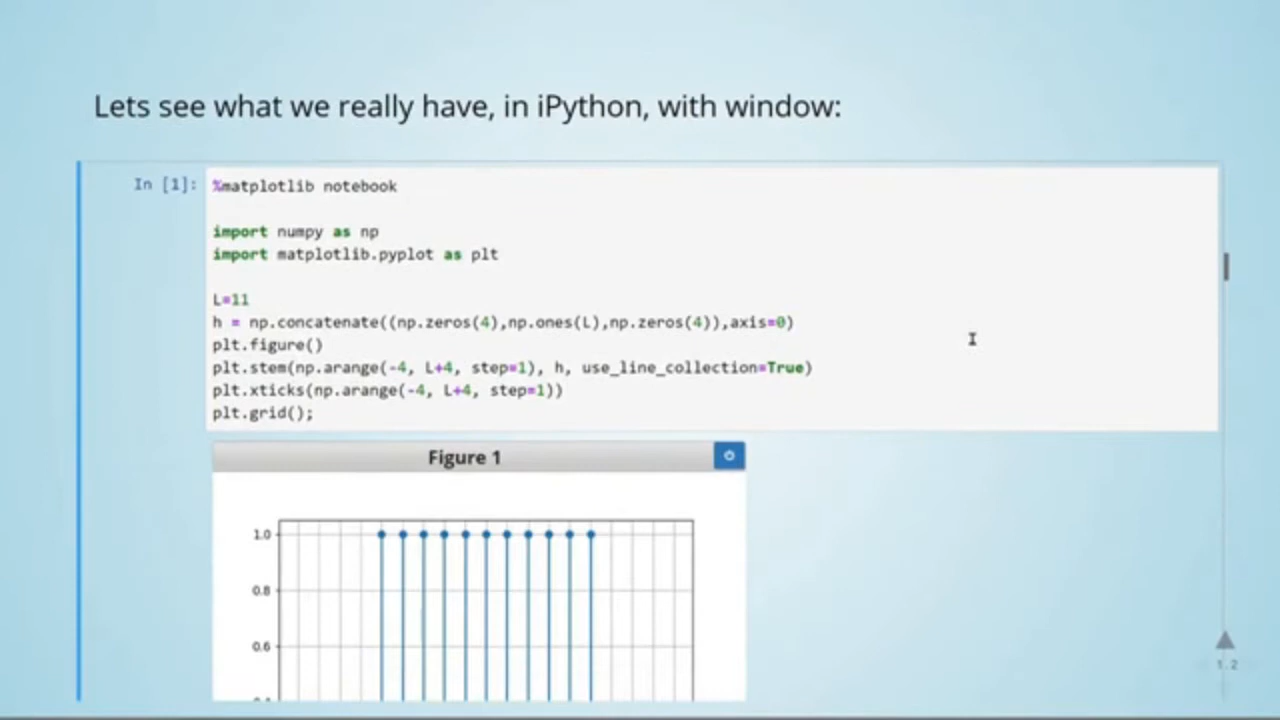 Lets see what we really have, in iPython, with window:
In [1]:
%matplotlib notebook
import numpy as np
import matplotlib.pyplot as plt
L=11
h = np.concatenate((np.zeros(4),np.ones(L),np.zeros(4)),axis=0)
plt.figure()
plt.stem(np.arange(-4, L+4, step=1), h, use_line_collection=True)
plt.xticks(np.arange(-4, L+4, step=1))
plt.grid();
Figure 1
1.0
0.8
0.6
1.2